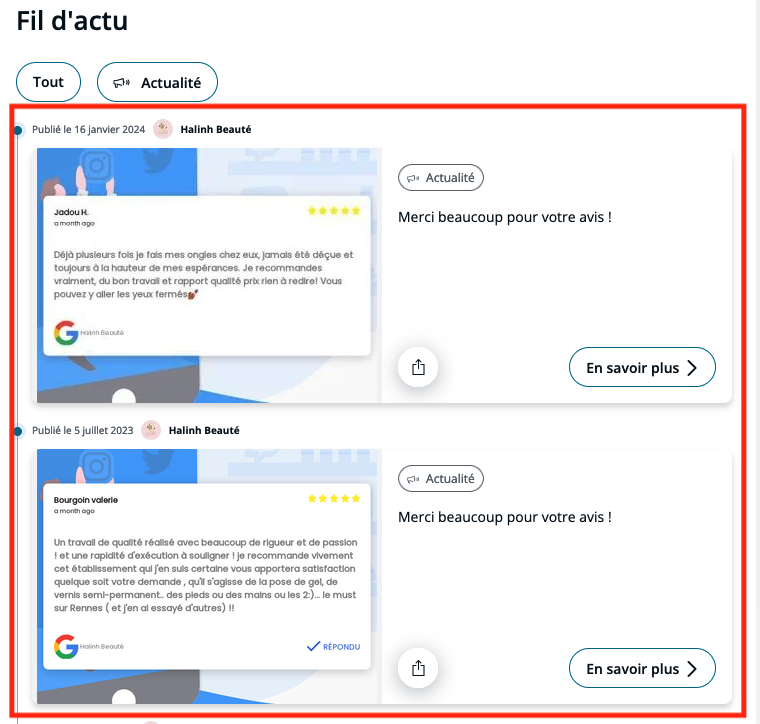 Fil d'actu
Tout
Actualité
Publié le 16 janvier 2024 Halinh Beauté
Jadou H.
a month ago
Déjà plusieurs fois je fais mes ongles chez eux, jamais été déçue et
toujours à la hauteur de mes espérances. Je recommandes
vraiment, du bon travail et rapport qualité prix rien à redire! Vous
pouvez y aller les yeux fermés💅🏾
Halinh Beauté
Actualité
Merci beaucoup pour votre avis !
En savoir plus
Publié le 5 juillet 2023 Halinh Beauté
Bourgoin valerie
a month ago
Un travail de qualité réalisé avec beaucoup de rigueur et de passion
! et une rapidité d'exécution à souligner ! je recommande vivement
cet établissement qui j'en suis certaine vous apportera satisfaction
quelque soit votre demande , qu'il s'agisse de la pose de gel, de
vernis semi-permanent.. des pieds ou des mains ou les 2:)... le must
sur Rennes ( et j'en ai essayé d'autres) !!
Halinh Beauté
RÉPONDU
Actualité
Merci beaucoup pour votre avis !
En savoir plus